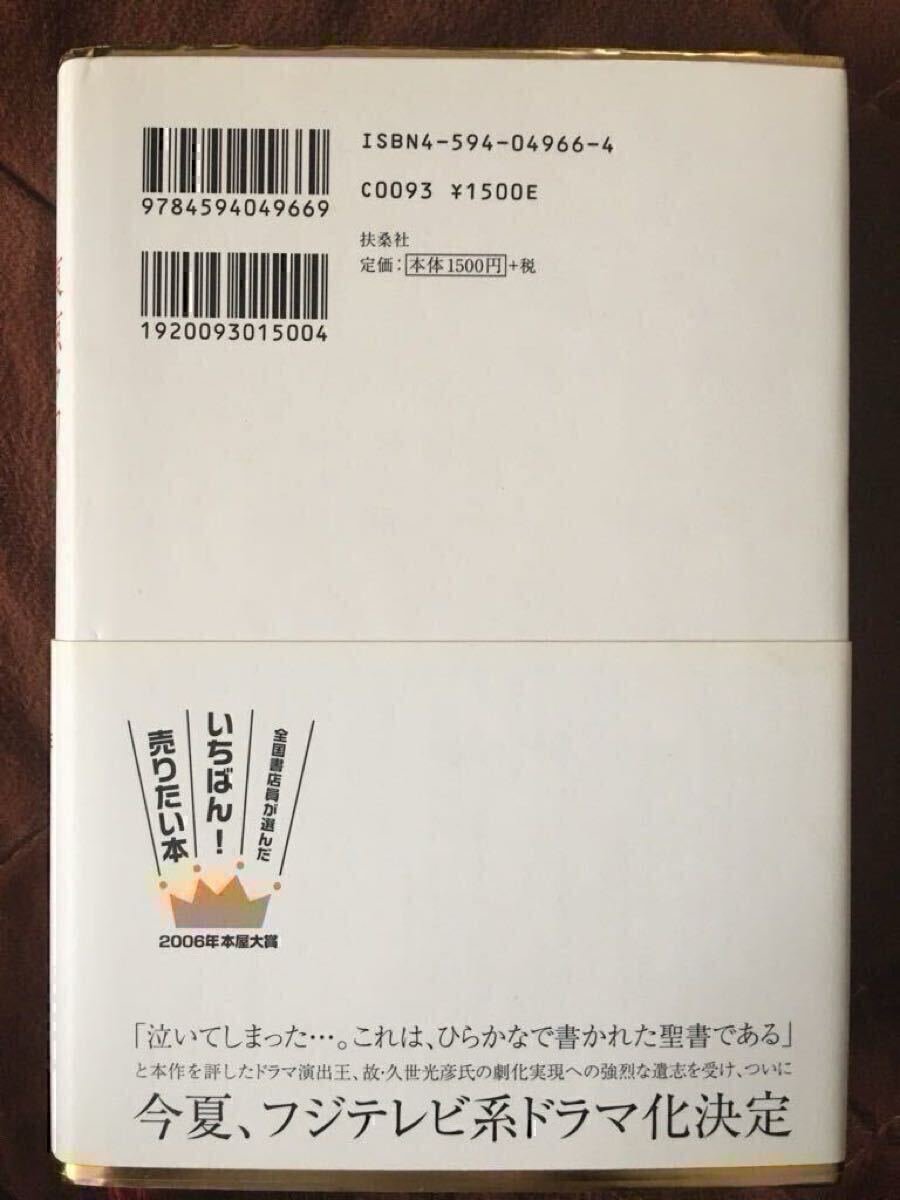 ISBN4-594-04966-4
C0093 ¥1500E
9784594049669
扶桑社
定価：本体1500円+税
1920093015004
全国書店員が選んだ
いちばん！
売りたい本
2006年本屋大賞
「泣いてしまった…。これは、ひらかなで書かれた聖書である」
と本作を評したドラマ演出王、故・久世光彦氏の劇化実現への強烈な遺志を受け、ついに
今夏、フジテレビ系ドラマ化決定